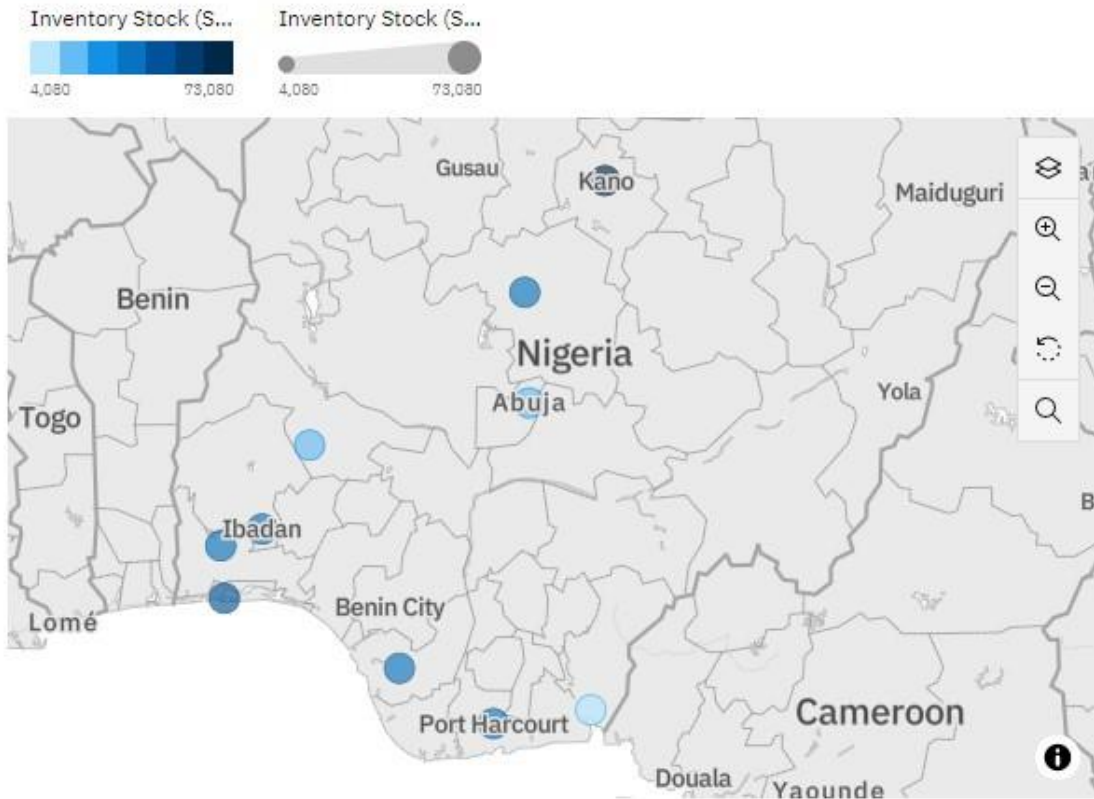 Inventory Stock (S... Inventory Stock (S...
4,080 73,080 4,080 73,080
Gusau
Kano
Maiduguri
Benin
Nigeria
Yola
Abuja
Togo
Ibadan
Benin City
Lomé
Port Harcourt
Cameroon
Douala
Yaounde